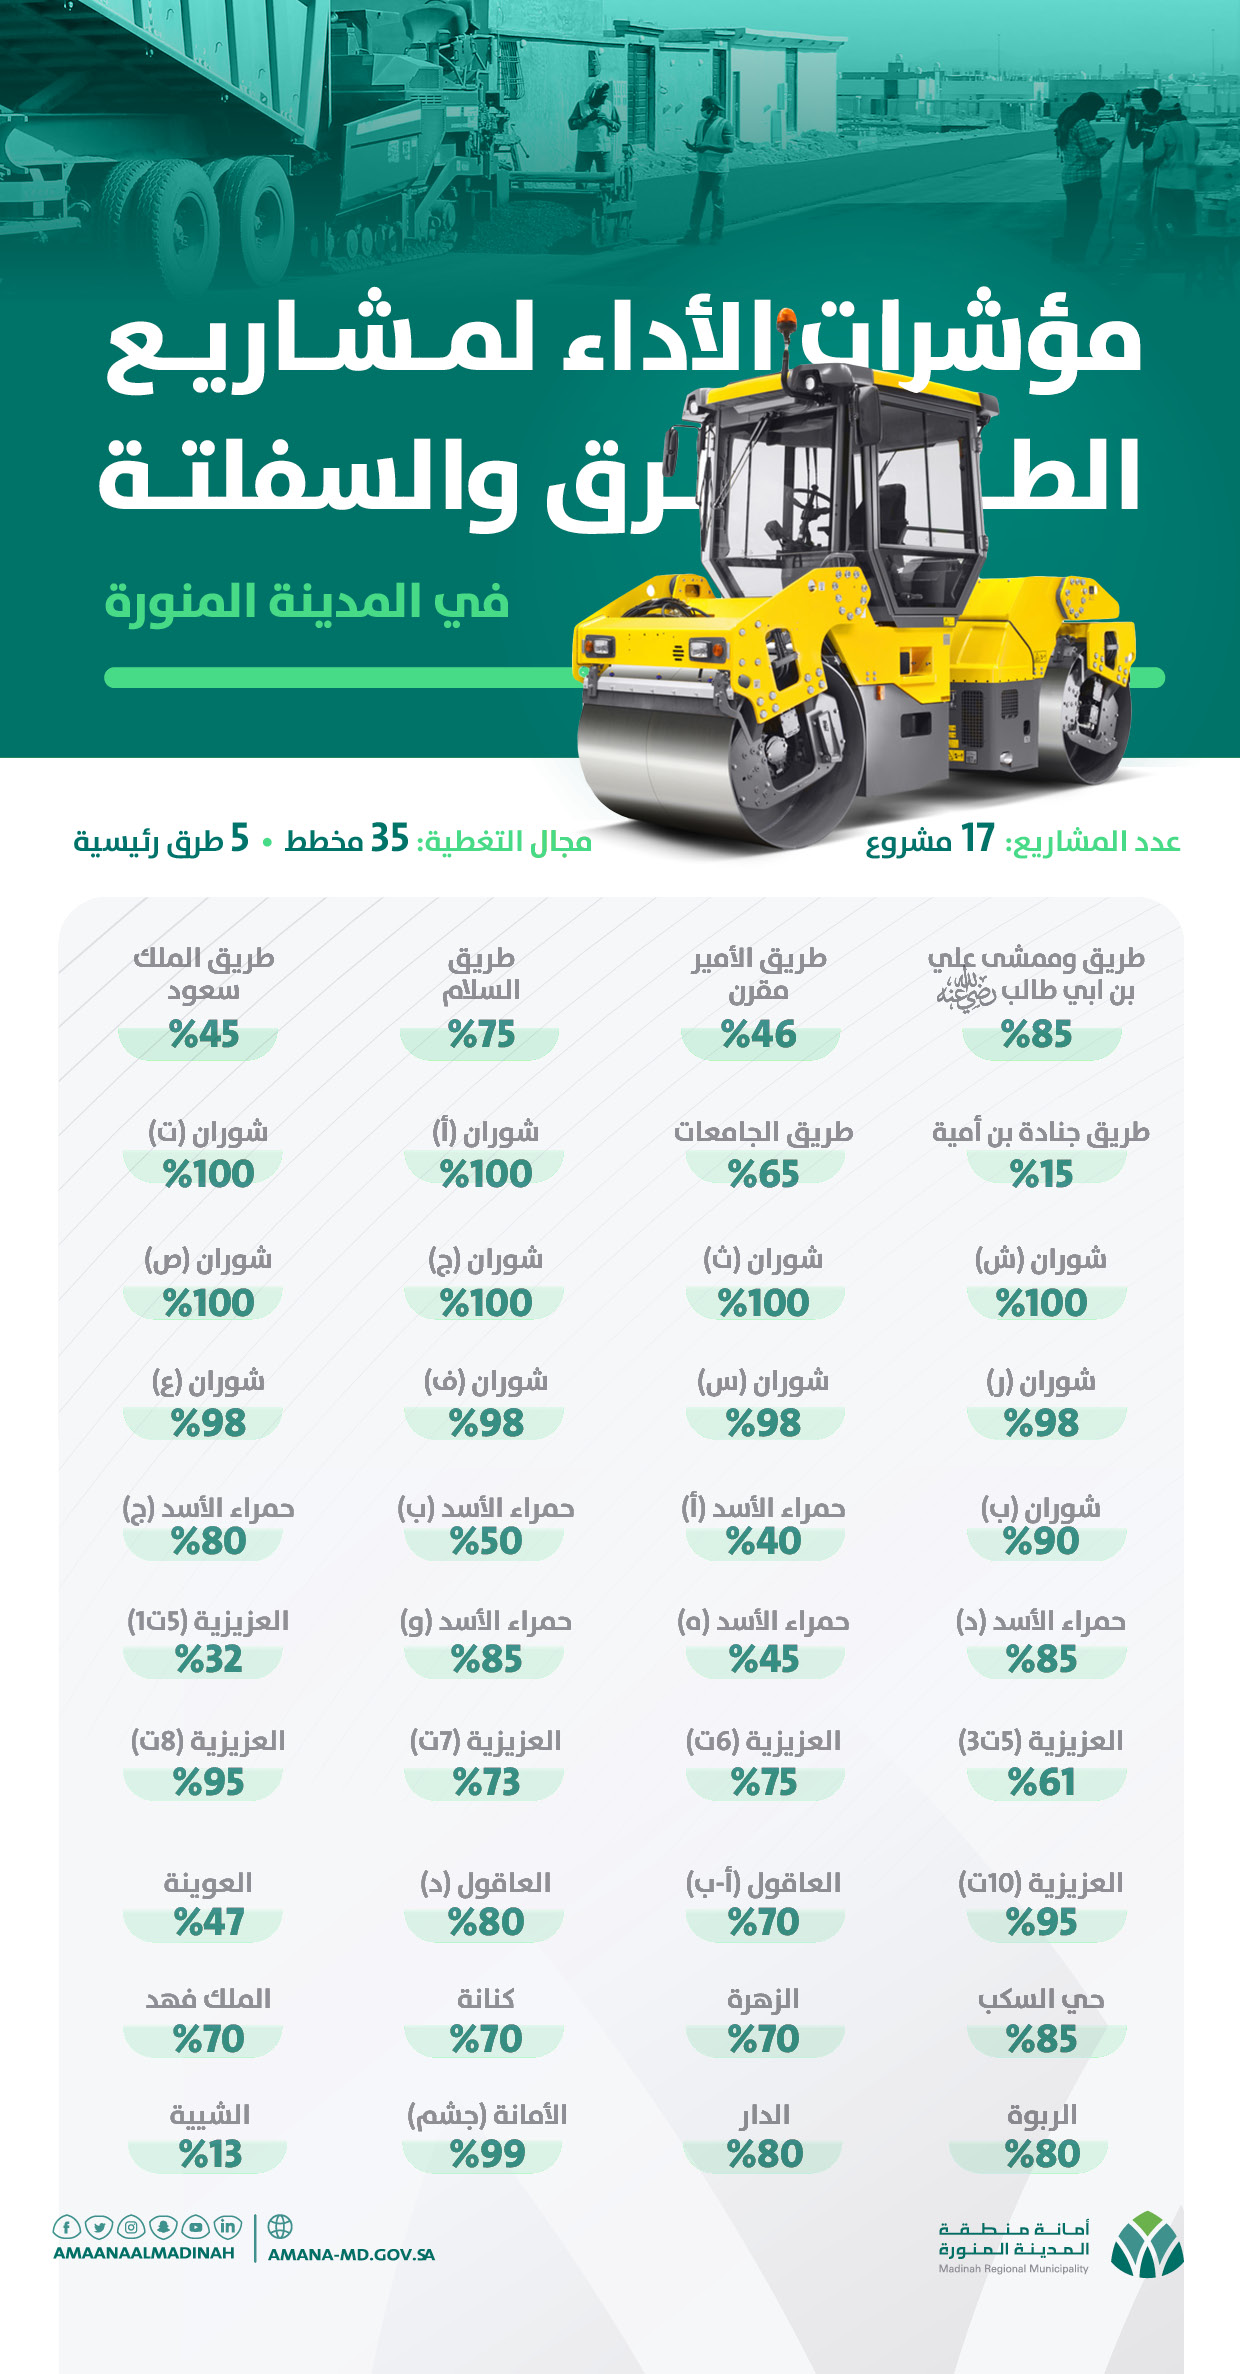 مؤشرات الأداء لمشاريع
الطرق والسفلتة
في المدينة المنورة
عدد المشاريع: 17 مشروع
مجال التغطية: 35 مخطط • 5 طرق رئيسية
طريق وممشى علي
بن ابي طالب رضي الله عنه
%85
طريق الأمير
مقرن
%46
طريق
السلام
%75
طريق الملك
سعود
%45
طريق جنادة بن أمية
%15
طريق الجامعات
%65
شوران (أ)
%100
شوران (ت)
%100
شوران (ش)
%100
شوران (ث)
%100
شوران (ج)
%100
شوران (ص)
%100
شوران (ر)
%98
شوران (س)
%98
شوران (ف)
%98
شوران (ع)
%98
شوران (ب)
%90
حمراء الأسد (أ)
%40
حمراء الأسد (ب)
%50
حمراء الأسد (ج)
%80
حمراء الأسد (د)
%85
حمراء الأسد (ه)
%45
حمراء الأسد (و)
%85
العزيزية (5ت1)
%32
العزيزية (5ت3)
%61
العزيزية (6ت)
%75
العزيزية (7ت)
%73
العزيزية (8ت)
%95
العزيزية (10ت)
%95
العاقول (أ-ب)
%70
العاقول (د)
%80
العوينة
%47
حي السكب
%85
الزهرة
%70
كنانة
%70
الملك فهد
%70
الربوة
%80
الدار
%80
الأمانة (جشم)
%99
الشيية
%13
أمانة منطقة
المدينة المنورة
Madinah Regional Municipality
AMANA-MD.GOV.SA
AMAANAALMADINAH